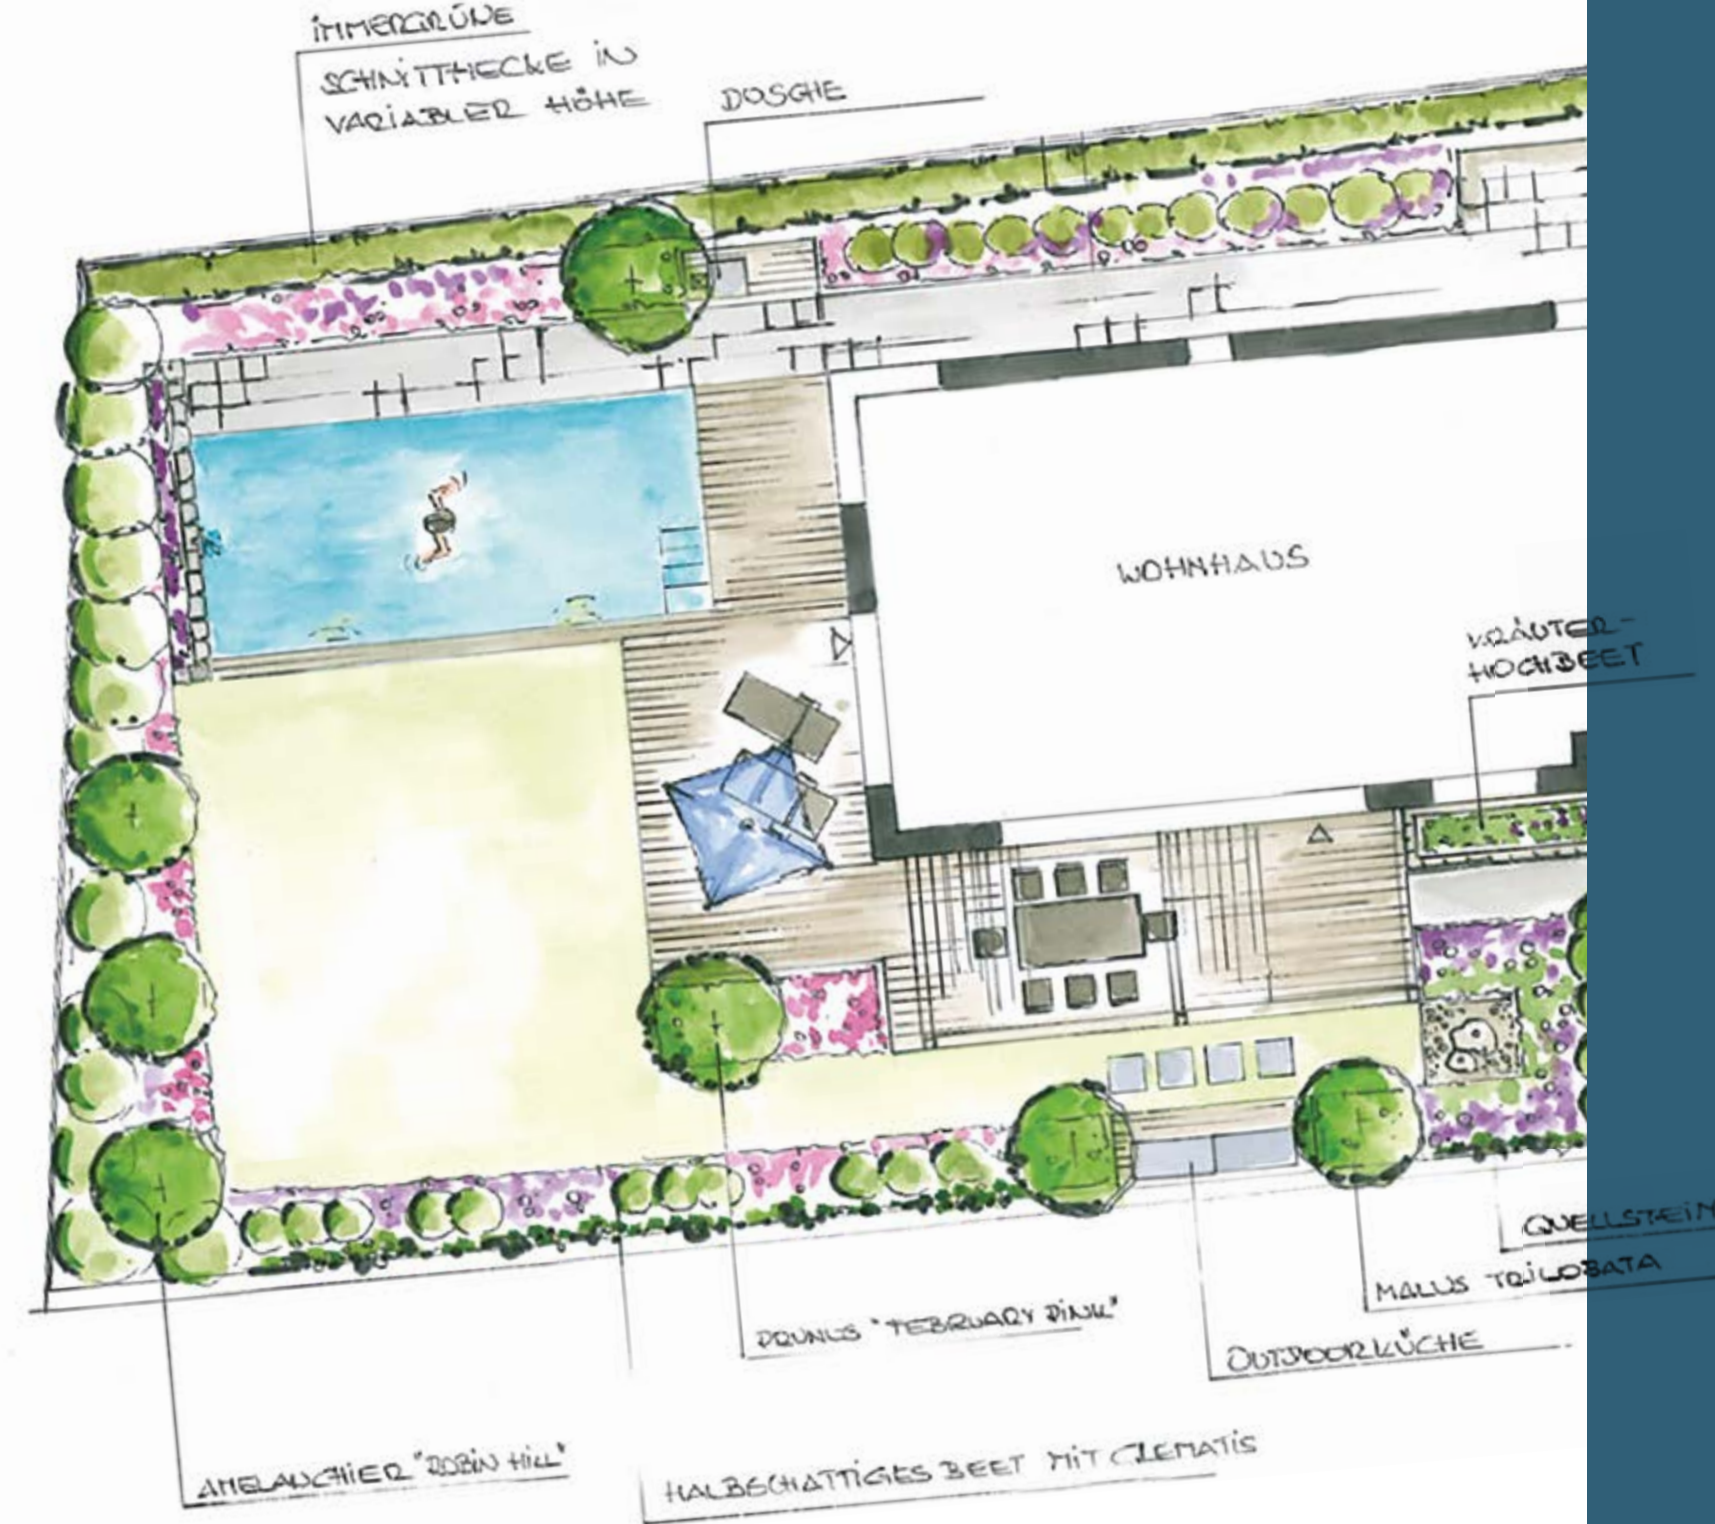 IMMERGRÜNE
SCHNITTHECKE IN
VARIABLER HÖHE
DUSCHE
WOHNHAUS
KRÄUTER-
HOCHBEET
QUELLSTEIN
MALUS TRILOBATA
PRUNUS "FEBRUARY PINK"
OUTDOORKÜCHE
AMELANCHIER "ROBIN HILL"
HALBSCHATTIGES BEET MIT CLEMATIS